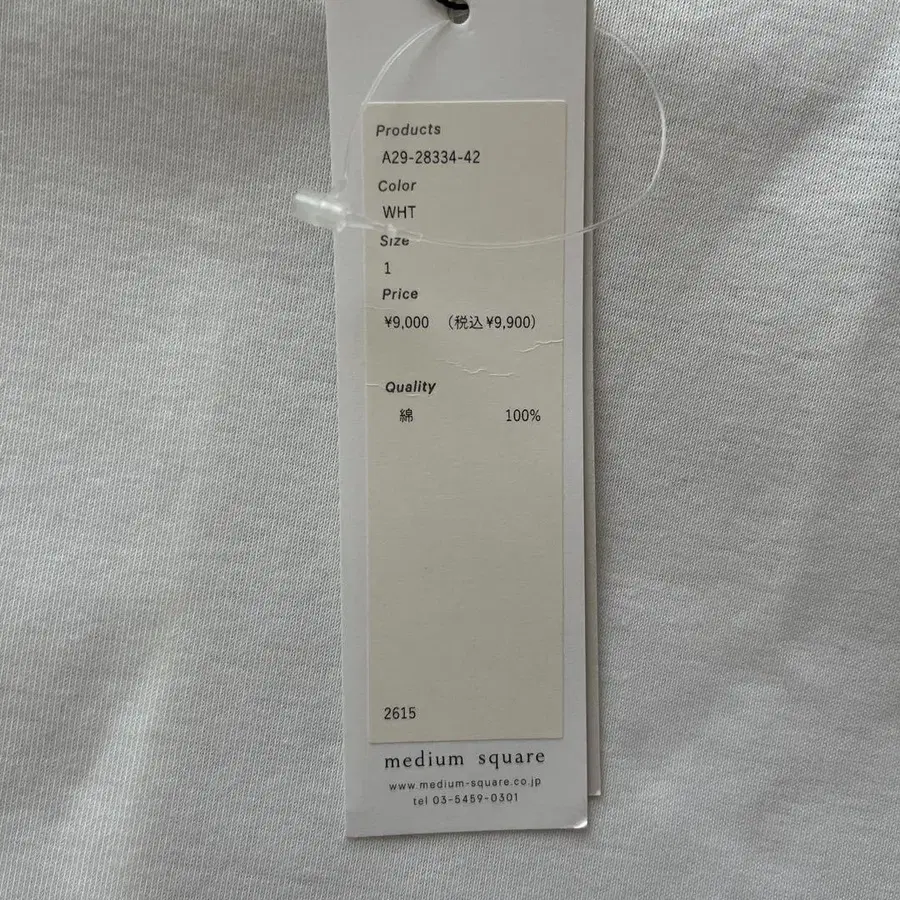 Products
A29-28334-42
Color
WHT
Size
1
Price
¥9,000 (税込¥9,900)
Quality
綿 100%
2615
medium square
www.medium-square.co.jp
tel 03-5459-0301